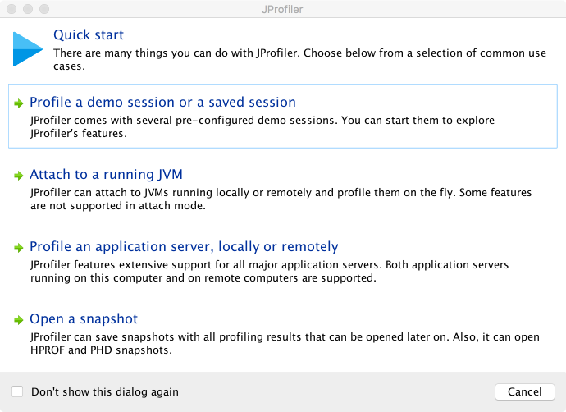 JProfiler
Quick start
There are many things you can do with JProfiler. Choose below from a selection of common use
cases.
Profile a demo session or a saved session
JProfiler comes with several pre-configured demo sessions. You can start them to explore
JProfiler's features.
Attach to a running JVM
JProfiler can attach to JVMs running locally or remotely and profile them on the fly. Some features
are not supported in attach mode.
Profile an application server, locally or remotely
JProfiler features extensive support for all major application servers. Both application servers
running on this computer and on remote computers are supported.
Open a snapshot
JProfiler can save snapshots with all profiling results that can be opened later on. Also, it can open
HPROF and PHD snapshots.
Don't show this dialog again
Cancel